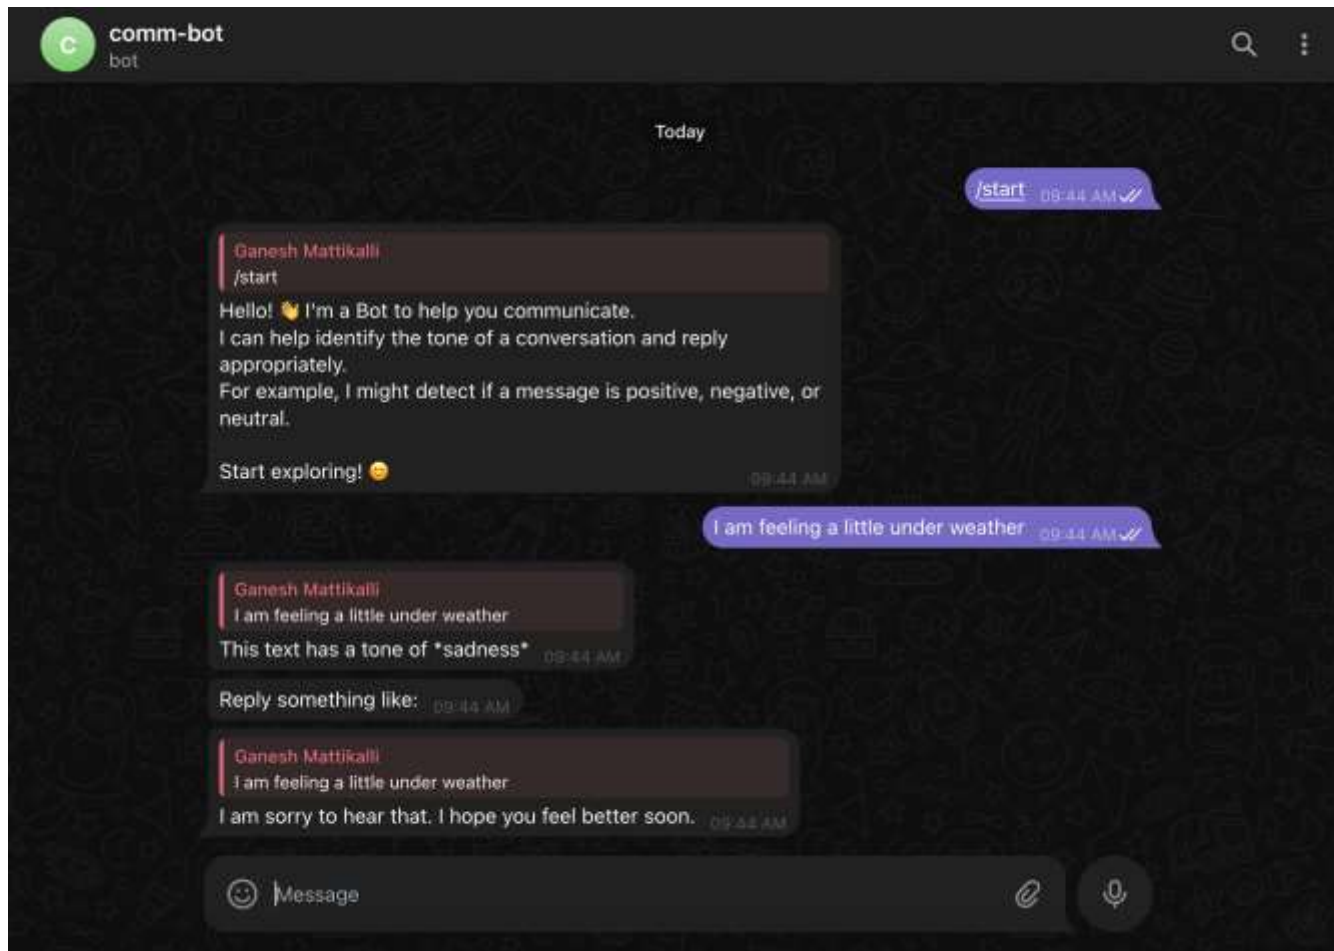 C
comm-bot
bot
Today
/start 09:44 AM
Ganesh Mattikalli
/start
Hello! 👋 I'm a Bot to help you communicate.
I can help identify the tone of a conversation and reply
appropriately.
For example, I might detect if a message is positive, negative, or
neutral.
Start exploring! 😊
09:44 AM
I am feeling a little under weather 09:44 AM
Ganesh Mattikalli
I am feeling a little under weather
This text has a tone of *sadness* 09:44 AM
Reply something like: 09:44 AM
Ganesh Mattikalli
I am feeling a little under weather
I am sorry to hear that. I hope you feel better soon. 09:44 AM
Message